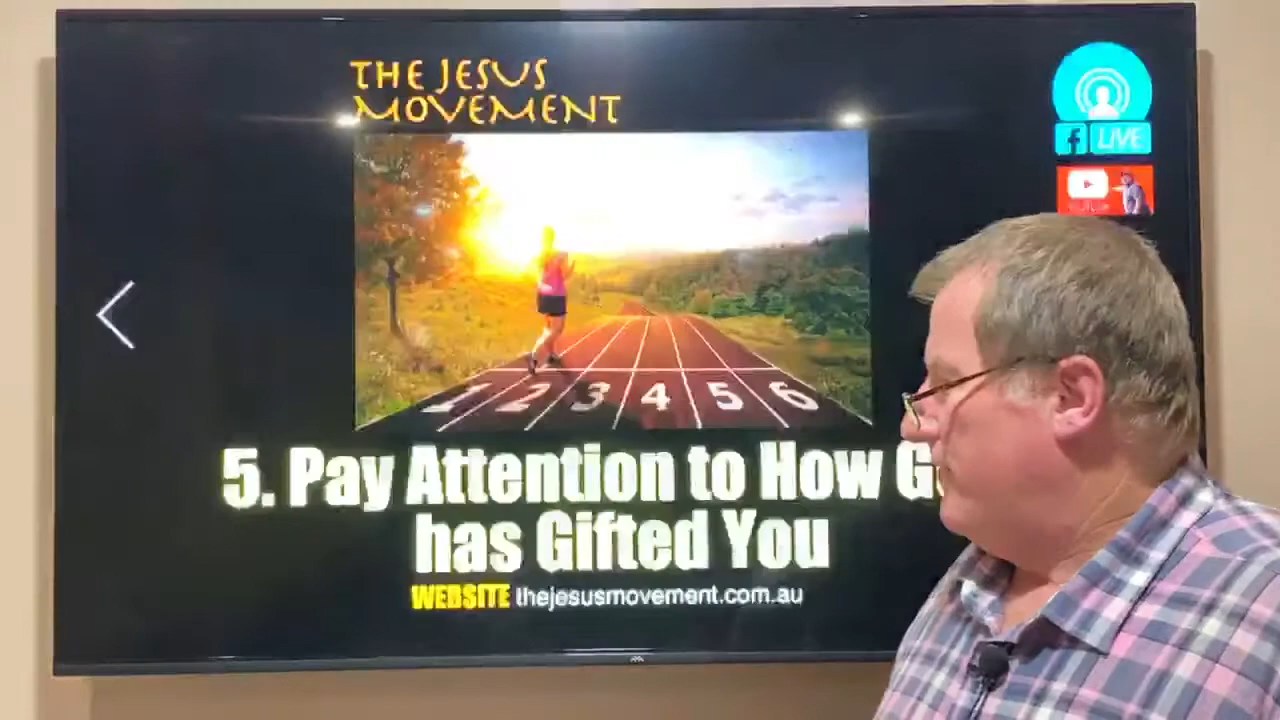 THE JESUS
MOVEMENT
f LIVE
1 2 3 4 5 6
5. Pay Attention to How G
has Gifted You
WEBSITE thejesusmovement.com.au